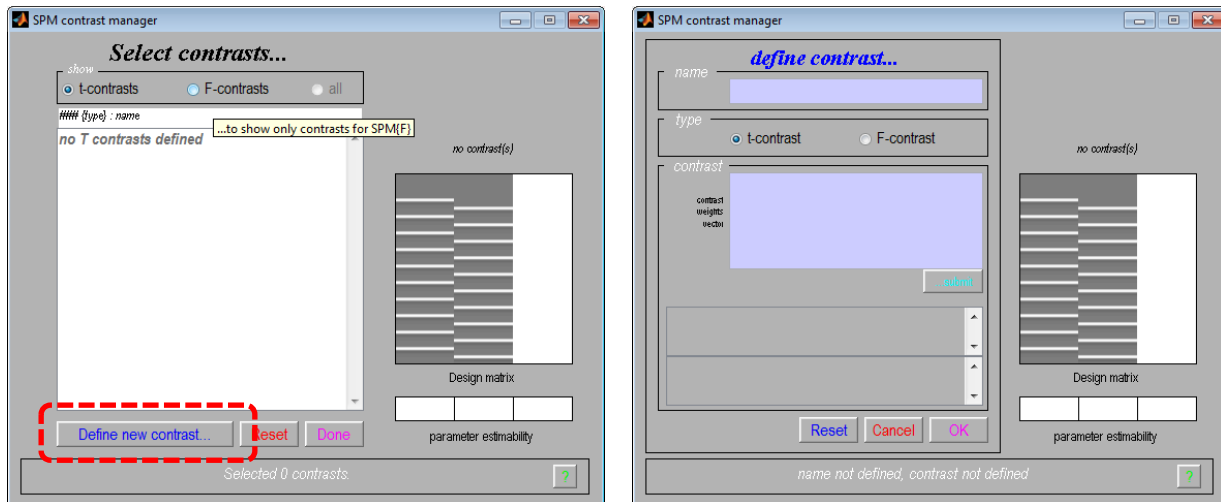 SPM contrast manager
Select contrasts...
show
t-contrasts F-contrasts all
#### {type} : name
...to show only contrasts for SPM{F}
no T contrasts defined
no contrast(s)
Design matrix
parameter estimability
Define new contrast... Reset Done
Selected 0 contrasts.
?
SPM contrast manager
define contrast...
name
type
t-contrast F-contrast
contrast
contrast
weights
vector
submit
no contrast(s)
Design matrix
parameter estimability
Reset Cancel OK
name not defined, contrast not defined
?